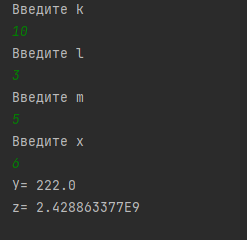 Введите k
10
Введите l
3
Введите m
5
Введите x
6
Y= 222.0
z= 2.428863377E9